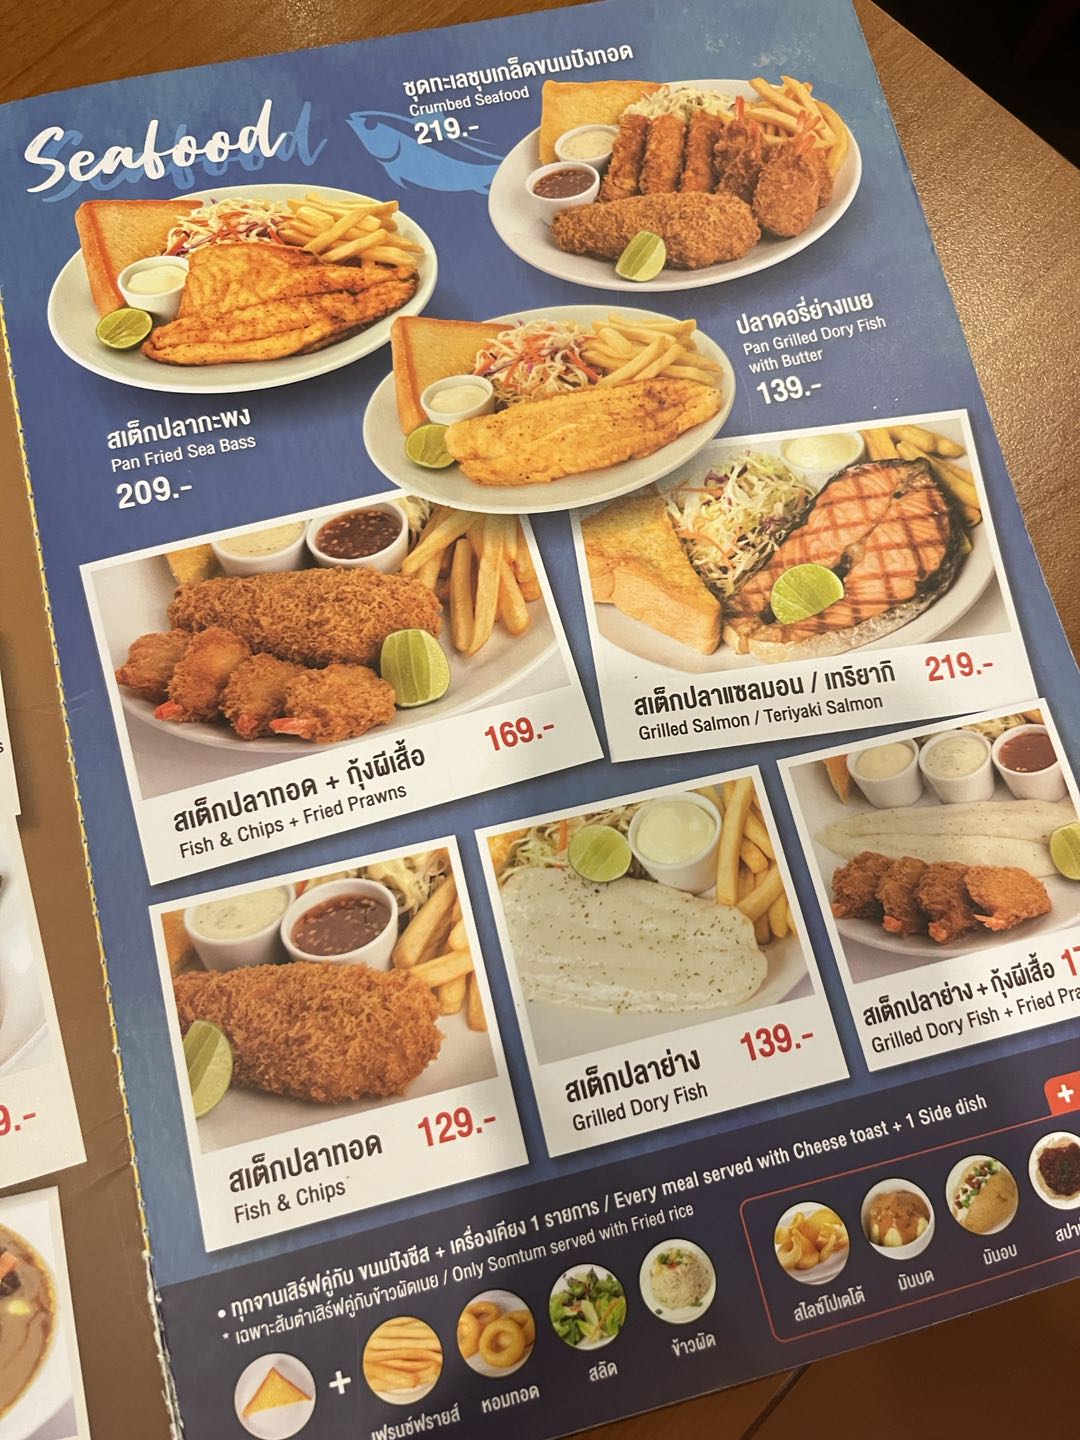 Seafood
ชุดทะเลชุบเกล็ดขนมปังทอด
Crumbed Seafood
219.-
ปลาดอรี่ย่างเนย
Pan Grilled Dory Fish
with Butter
139.-
สเต็กปลากะพง
Pan Fried Sea Bass
209.-
169.-
สเต็กปลาทอด + กุ้งผีเสื้อ
Fish & Chips + Fried Prawns
สเต็กปลาแซลมอน / เทริยากิ
219.-
Grilled Salmon / Teriyaki Salmon
สเต็กปลาทอด
129.-
Fish & Chips
สเต็กปลาย่าง
139.-
Grilled Dory Fish
สเต็กปลาย่าง + กุ้งผีเสื้อ
Grilled Dory Fish + Fried
9.-
• ทุกจานเสิร์ฟคู่กับ ขนมปังชีส + เครื่องเคียง 1 รายการ / Every meal served with Cheese toast + 1 Side dish
* เฉพาะส้มตำเสิร์ฟคู่กับข้าวผัดเนย / Only Somtum served with Fried rice
+
เฟรนช์ฟรายส์
หอมทอด
สลัด
ข้าวผัด
+
สไลซ์โปเตโต้
มันบด
มันอบ